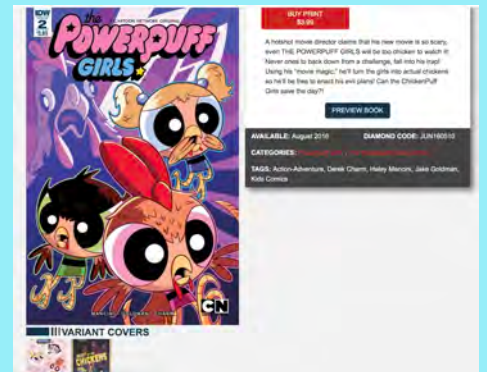 IDW
2
A CARTOON NETWORK ORIGINAL
the
POWERPUFF
GIRLS
CN
VARIANT COVERS
CHICKENS
BUY PRINT
$3.99
A hotshot movie director claims that his new movie is so scary,
even THE POWERPUFF GIRLS will be too chicken to watch it!
Never ones to back down from a challenge, fall into his trap!
Using his "movie magic," he'll turn the girls into actual chickens
so he'll be free to enact his evil plans! Can the ChickenPuff
Girls save the day?!
PREVIEW BOOK
AVAILABLE: August 2016 DIAMOND CODE: JUN160510
CATEGORIES:
TAGS: Action-Adventure, Derek Charm, Haley Mancini, Jake Goldman,
Kids Comics